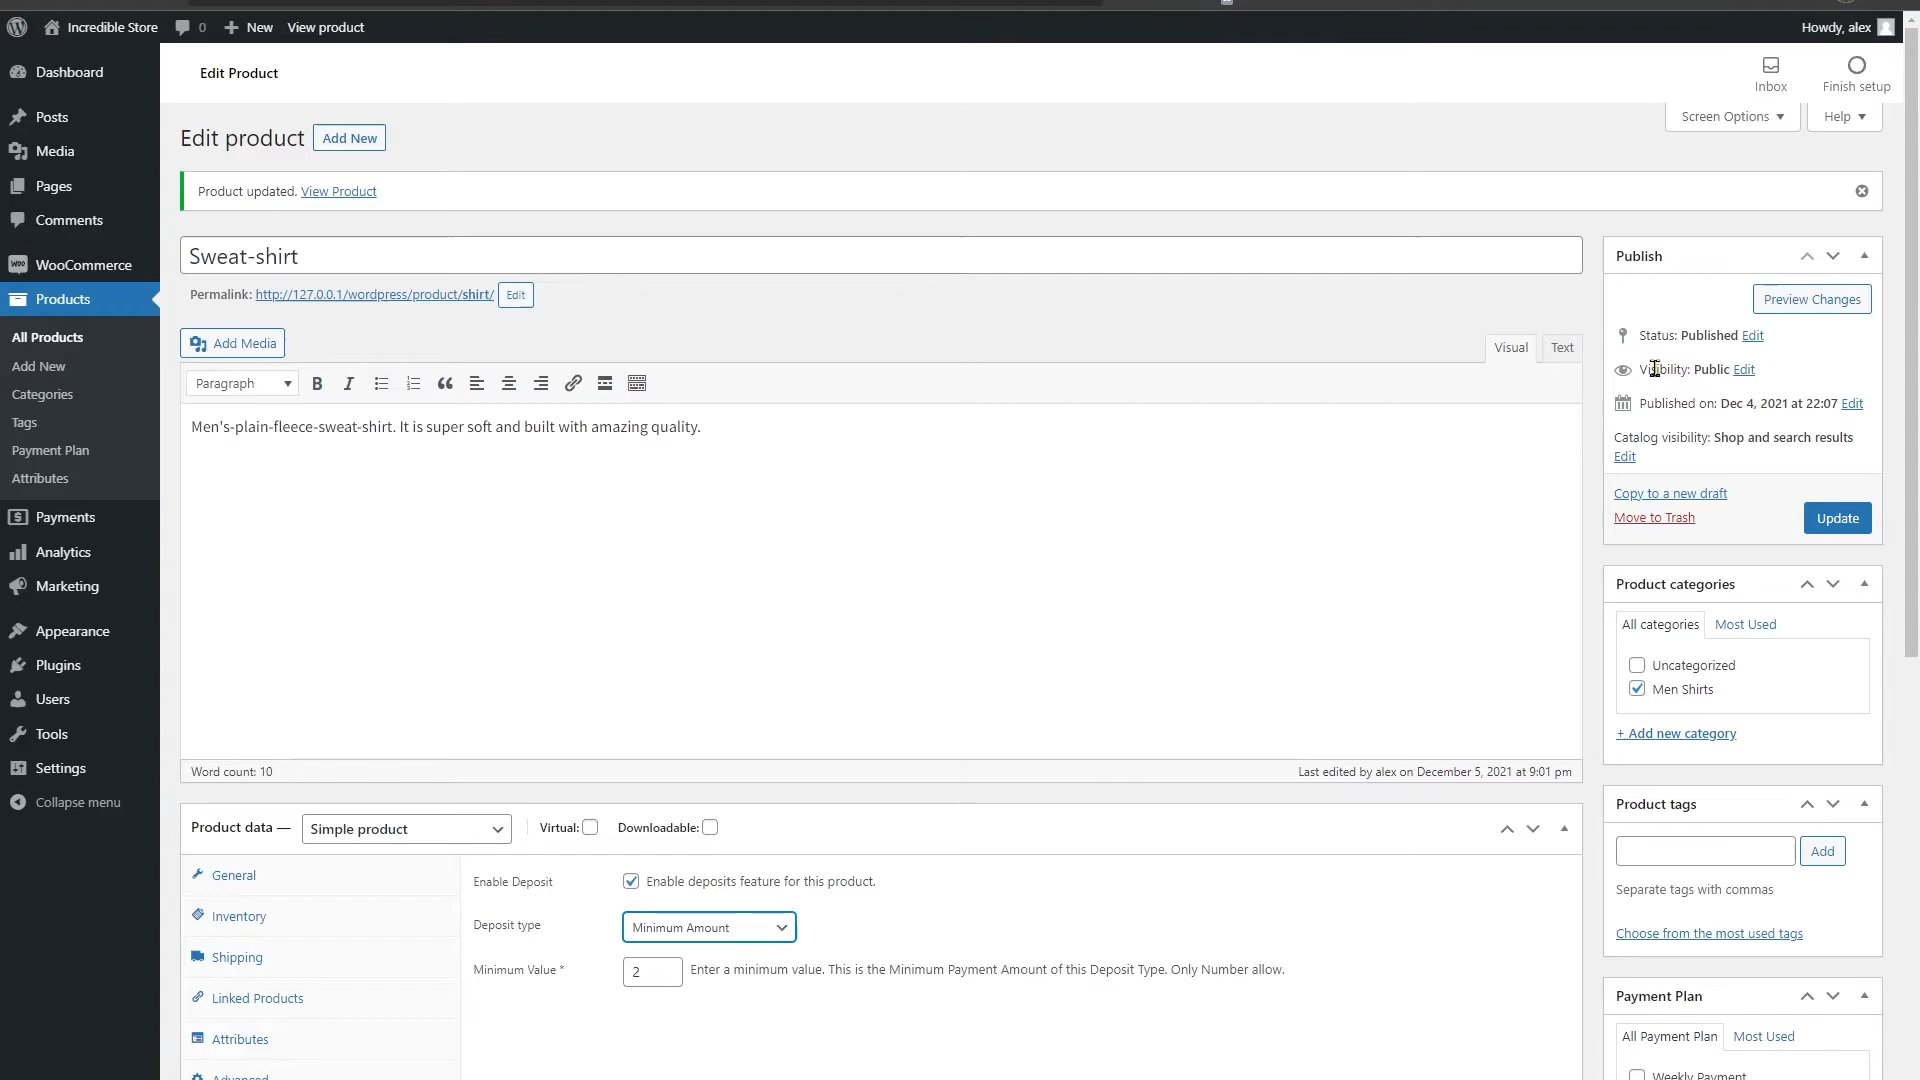 Incredible Store 0 New View product Howdy, alex
Dashboard
Posts
Media
Pages
Comments
WooCommerce
Products
All Products
Add New
Categories
Tags
Payment Plan
Attributes
Payments
Analytics
Marketing
Appearance
Plugins
Users
Tools
Settings
Collapse menu
Edit Product
Inbox
Finish setup
Screen Options
Help
Edit product Add New
Product updated. View Product
Sweat-shirt
Permalink: http://127.0.0.1/wordpress/product/shirt/ Edit
Add Media
Visual Text
Paragraph
Men's-plain-fleece-sweat-shirt. It is super soft and built with amazing quality.
Word count: 10
Last edited by alex on December 5, 2021 at 9:01 pm
Product data — Simple product Virtual: Downloadable:
General
Inventory
Shipping
Linked Products
Attributes
Advanced
Enable Deposit Enable deposits feature for this product.
Deposit type Minimum Amount
Minimum Value * 2 Enter a minimum value. This is the Minimum Payment Amount of this Deposit Type. Only Number allow.
Publish
Preview Changes
Status: Published Edit
Visibility: Public Edit
Published on: Dec 4, 2021 at 22:07 Edit
Catalog visibility: Shop and search results
Edit
Copy to a new draft
Move to Trash
Update
Product categories
All categories Most Used
Uncategorized
Men Shirts
+ Add new category
Product tags
Add
Separate tags with commas
Choose from the most used tags
Payment Plan
All Payment Plan Most Used
Weekly Payment